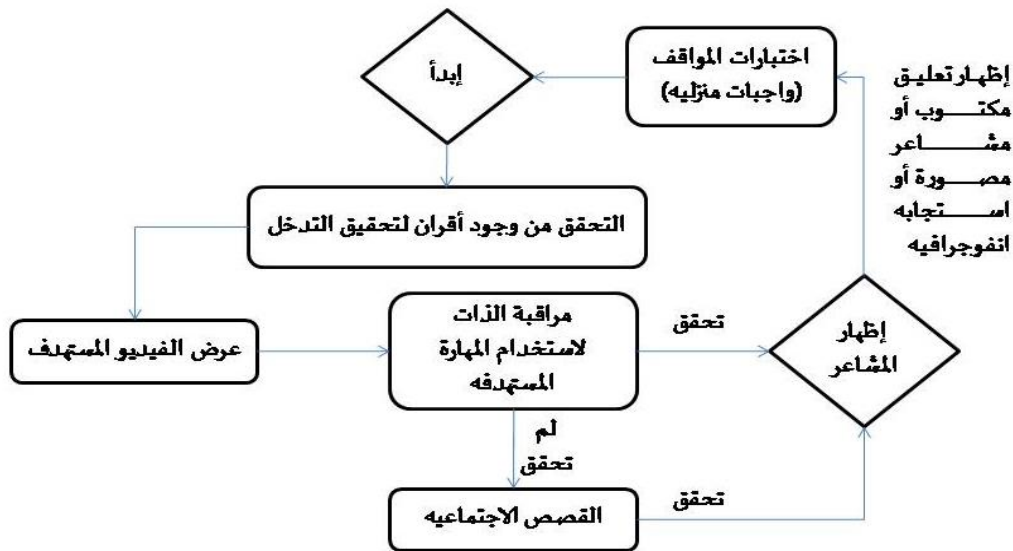 إبدأ
اختبارات المواقف
(واجبات منزليه)
إظهار تعليق
مكتوب أو
مشاعر
مصورة أو
استجابه
انفوجرافيه
التحقق من وجود أقران لتحقيق التدخل
عرض الفيديو المستهدف
مراقبة الذات
لاستخدام المهارة
المستهدفه
تحقق
إظهار
المشاعر
لم
تحقق
القصص الاجتماعيه
تحقق